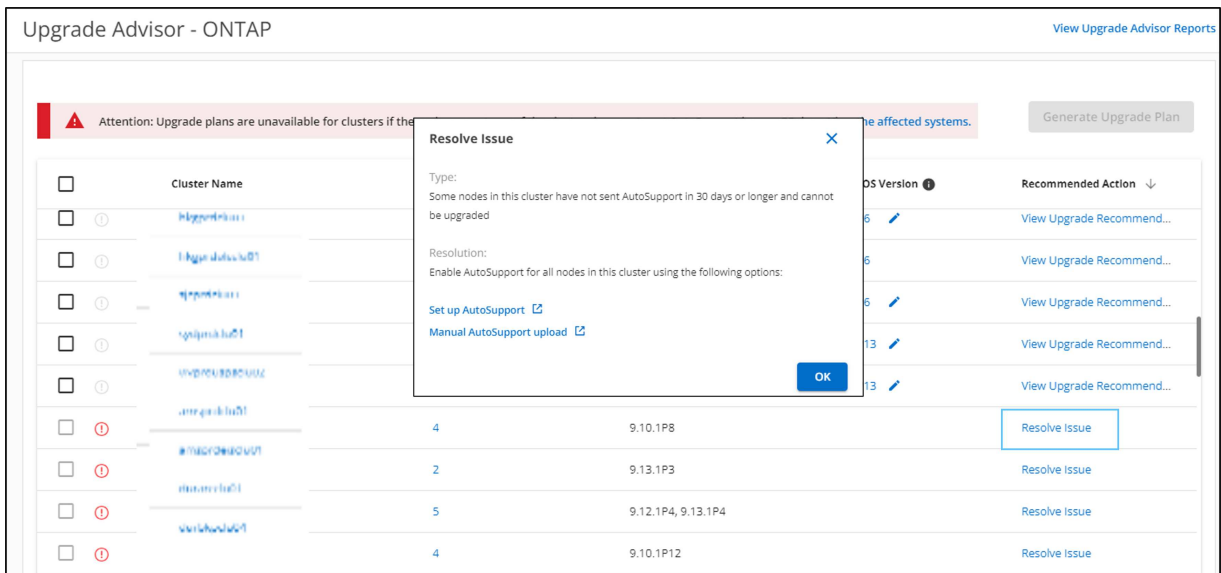 Upgrade Advisor - ONTAP
View Upgrade Advisor Reports
Attention: Upgrade plans are unavailable for clusters if the
he affected systems.
Generate Upgrade Plan
Resolve Issue
Type:
Some nodes in this cluster have not sent AutoSupport in 30 days or longer and cannot
be upgraded
Resolution:
Enable AutoSupport for all nodes in this cluster using the following options:
Set up AutoSupport
Manual AutoSupport upload
OK
Cluster Name
OS Version
Recommended Action
6
View Upgrade Recommend...
6
View Upgrade Recommend...
6
View Upgrade Recommend...
13
View Upgrade Recommend...
13
View Upgrade Recommend...
4 9.10.1P8 Resolve Issue
2 9.13.1P3 Resolve Issue
5 9.12.1P4, 9.13.1P4 Resolve Issue
4 9.10.1P12 Resolve Issue